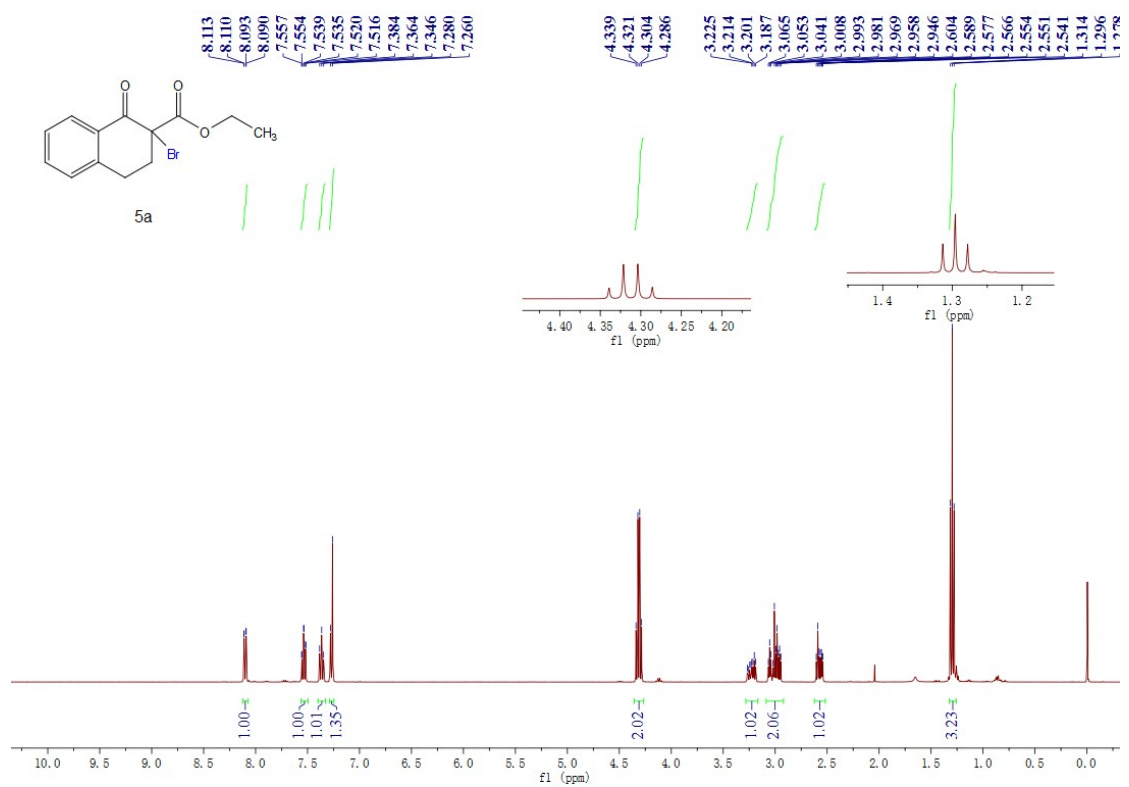 8.113 8.110 8.093 8.090 7.557 7.554 7.539 7.535 7.520 7.516 7.384 7.364 7.346 7.280 7.260
4.339 4.321 4.304 4.286
3.225 3.214 3.201 3.187 3.065 3.053 3.041 3.008 2.993 2.981 2.969 2.958 2.946 2.604 2.589 2.577 2.566 2.554 2.551 2.541 1.314 1.296 1.278
O O
O CH3
Br
5a
4.40 4.35 4.30 4.25 4.20
f1 (ppm)
1.4 1.3 1.2
f1 (ppm)
1.00 1.00 1.01 1.35 2.02 1.02 2.06 1.02 3.23
10.0 9.5 9.0 8.5 8.0 7.5 7.0 6.5 6.0 5.5 5.0 4.5 4.0 3.5 3.0 2.5 2.0 1.5 1.0 0.5 0.0
f1 (ppm)